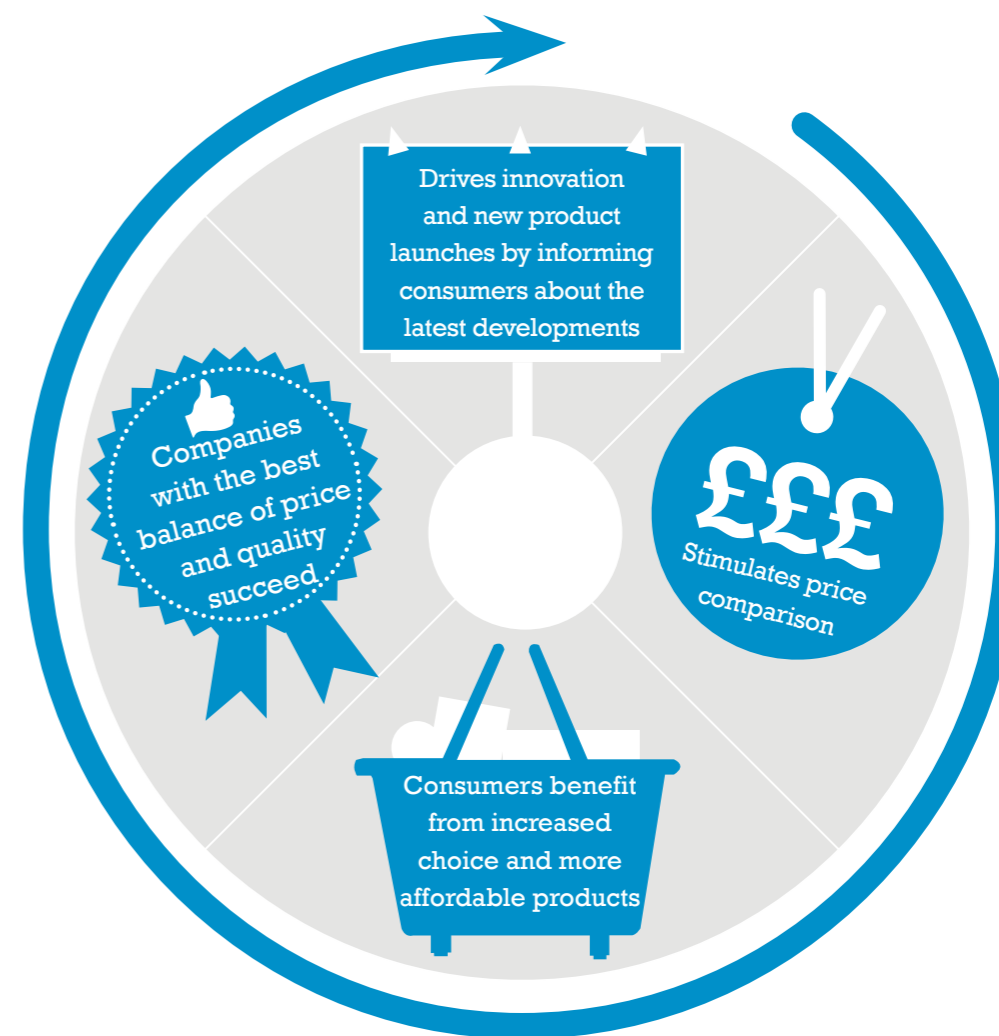 Drives innovation
and new product
launches by informing
consumers about the
latest developments
£££
Stimulates price
comparison
Consumers benefit
from increased
choice and more
affordable products
Companies
with the best
balance of price
and quality
succeed